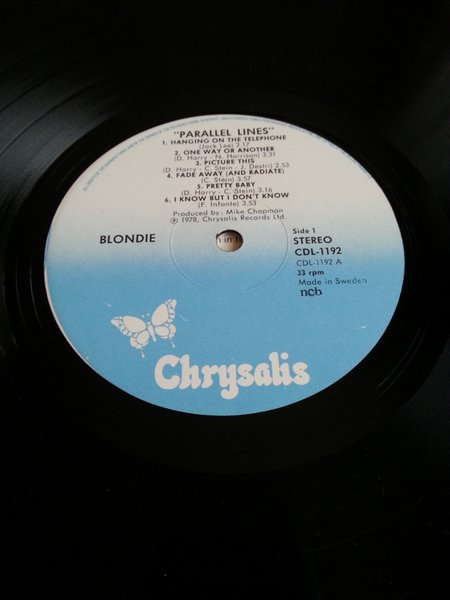 "PARALLEL LINES"
1. HANGING ON THE TELEPHONE
(Jack Lee) 2.17
2. ONE WAY OR ANOTHER
(D. Harry - N. Harrison) 3.31
3. PICTURE THIS
(D. Harry - C. Stein - J. Destri) 2.53
4. FADE AWAY (AND RADIATE)
(C. Stein) 3.57
5. PRETTY BABY
(D. Harry - C. Stein) 3.16
6. I KNOW BUT I DON'T KNOW
(F. Infante) 3.53
Produced by: Mike Chapman
℗ 1978, Chrysalis Records Ltd.
BLONDIE
Side 1
STEREO
CDL-1192
CDL-1192 A
33 rpm
Made in Sweden
ncb
Chrysalis